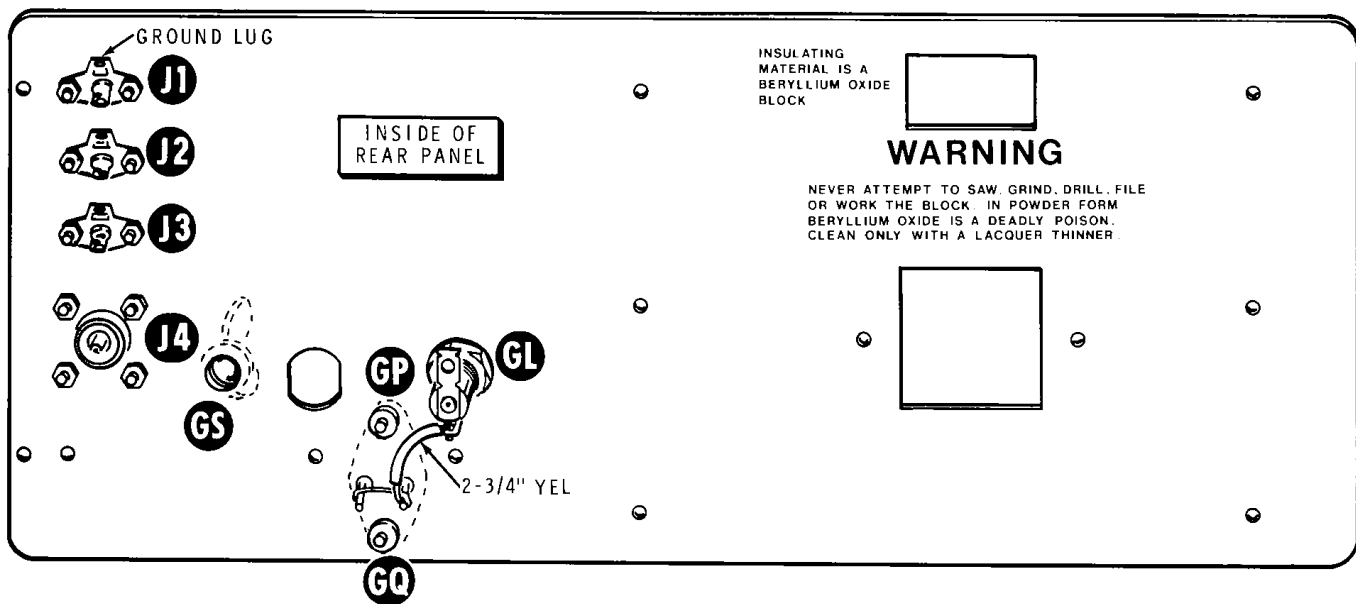 GROUND LUG
J1
J2
J3
J4
GS
INSIDE OF
REAR PANEL
GP
GL
2-3/4" YEL
GQ
INSULATING
MATERIAL IS A
BERYLLIUM OXIDE
BLOCK
WARNING
NEVER ATTEMPT TO SAW, GRIND, DRILL, FILE
OR WORK THE BLOCK. IN POWDER FORM
BERYLLIUM OXIDE IS A DEADLY POISON.
CLEAN ONLY WITH A LACQUER THINNER.